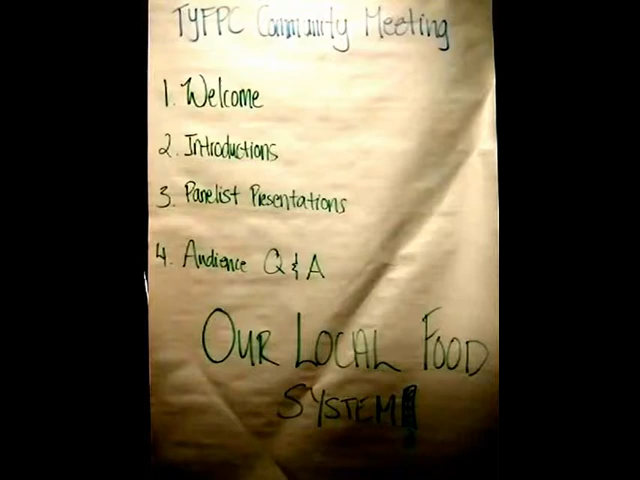 TYFPC Community Meeting
1. Welcome
2. Introductions
3. Panelist Presentations
4. Audience Q & A
OUR LOCAL FOOD
SYSTEM!